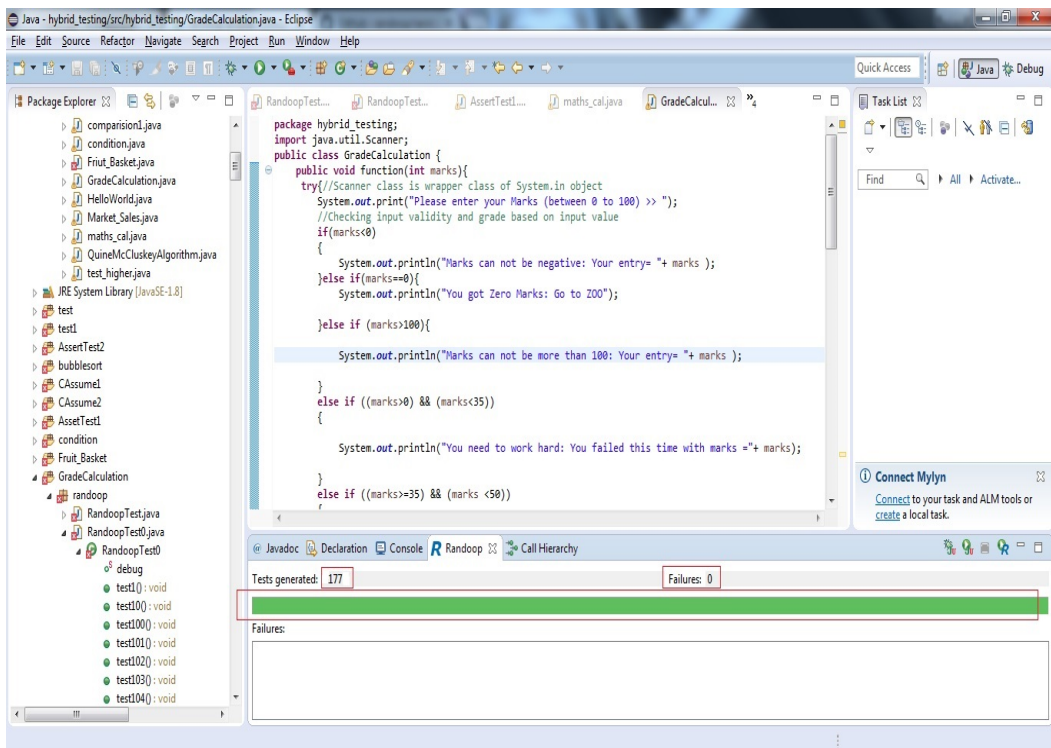 Java - hybrid_testing/src/hybrid_testing/GradeCalculation.java - Eclipse
File Edit Source Refactor Navigate Search Project Run Window Help
Quick Access Java Debug
Package Explorer
comparision1.java
condition.java
Friut_Basket.java
GradeCalculation.java
HelloWorld.java
Market_Sales.java
maths_cal.java
QuineMcCluskeyAlgorithm.java
test_higher.java
JRE System Library [JavaSE-1.8]
test
test1
AssertTest2
bubblesort
CAssume1
CAssume2
AssetTest1
condition
Fruit_Basket
GradeCalculation
randoop
RandoopTest.java
RandoopTest0.java
RandoopTest0
S debug
test1() : void
test10() : void
test100() : void
test101() : void
test102() : void
test103() : void
test104() : void
RandoopTest.... RandoopTest... AssertTest1.... maths_cal.java GradeCalcul... »4
package hybrid_testing;
import java.util.Scanner;
public class GradeCalculation {
public void function(int marks){
try{//Scanner class is wrapper class of System.in object
System.out.print("Please enter your Marks (between 0 to 100) >> ");
//Checking input validity and grade based on input value
if(marks<0)
{
System.out.println("Marks can not be negative: Your entry= "+ marks );
}else if(marks==0){
System.out.println("You got Zero Marks: Go to ZOO");
}else if (marks>100){
System.out.println("Marks can not be more than 100: Your entry= "+ marks );
}
else if ((marks>0) && (marks<35))
{
System.out.println("You need to work hard: You failed this time with marks ="+ marks);
}
else if ((marks>=35) && (marks <50))
{
Task List
Find All Activate...
Connect Mylyn
Connect to your task and ALM tools or
create a local task.
@ Javadoc Declaration Console R Randoop Call Hierarchy
Tests generated: 177 Failures: 0
Failures: